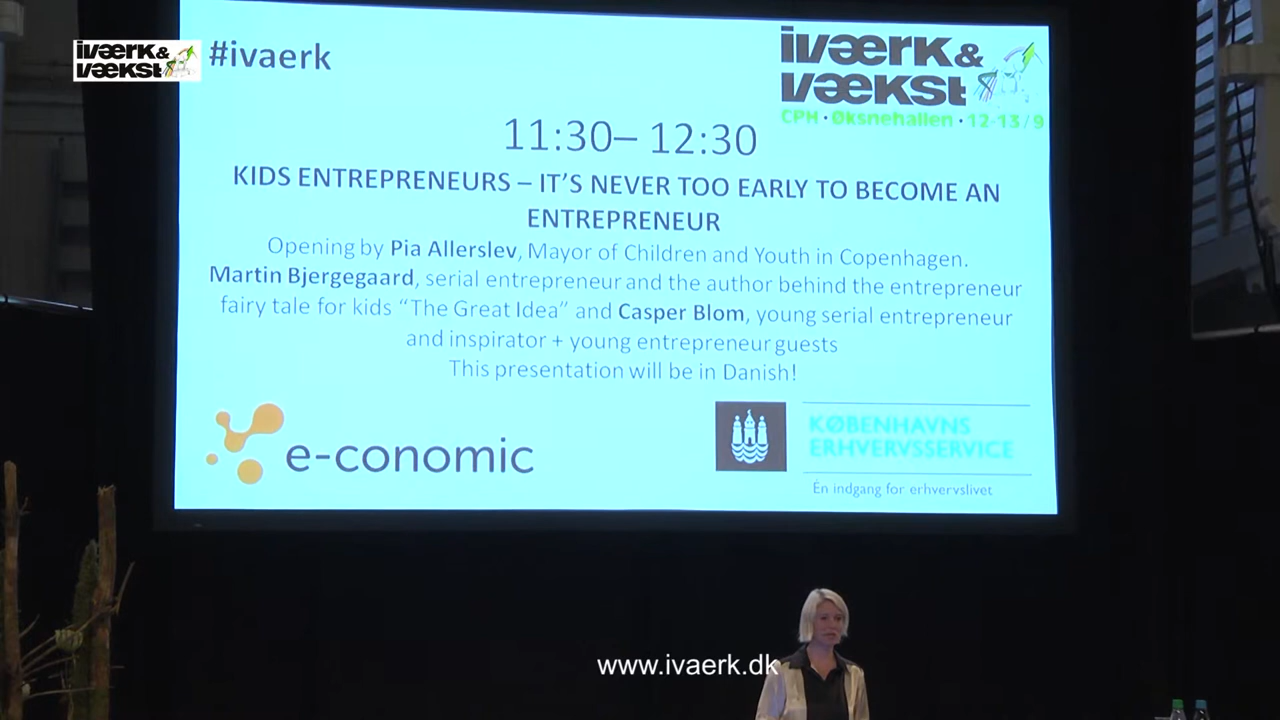 iværk&
vækst
#ivaerk
iværk&
vækst
CPH · Øksnehallen · 12-13/9
11:30– 12:30
KIDS ENTREPRENEURS – IT'S NEVER TOO EARLY TO BECOME AN
ENTREPRENEUR
Opening by Pia Allerslev, Mayor of Children and Youth in Copenhagen.
Martin Bjergegaard, serial entrepreneur and the author behind the entrepreneur
fairy tale for kids “The Great Idea” and Casper Blom, young serial entrepreneur
and inspirator + young entrepreneur guests
This presentation will be in Danish!
e-conomic
KØBENHAVNS
ERHVERVSSERVICE
Én indgang for erhvervslivet
www.ivaerk.dk